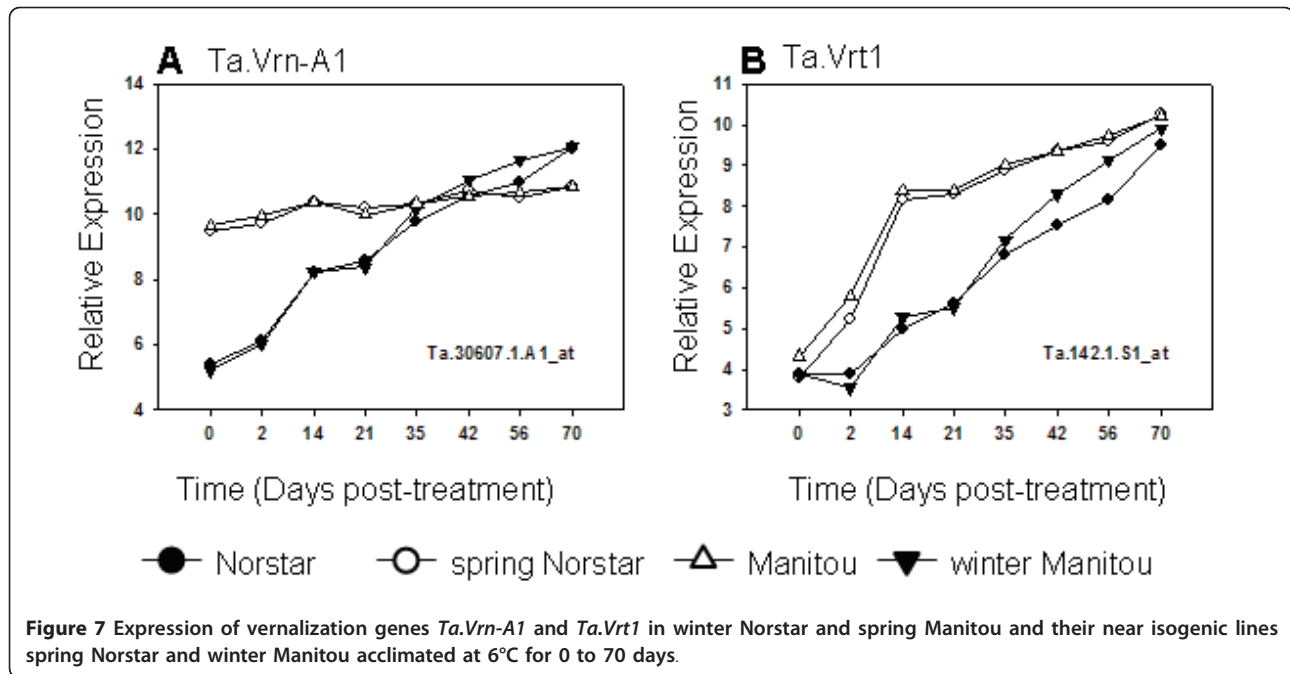 A Ta.Vrn-A1
14
12
10
8
6
4
Relative Expression
Ta.30607.1.A1_at
0 2 14 21 35 42 56 70
Time (Days post-treatment)
B Ta.Vrt1
11
10
9
8
7
6
5
4
3
Relative Expression
Ta.142.1.S1_at
0 2 14 21 35 42 56 70
Time (Days post-treatment)
Norstar spring Norstar Manitou winter Manitou
Figure 7 Expression of vernalization genes Ta.Vrn-A1 and Ta.Vrt1 in winter Norstar and spring Manitou and their near isogenic lines
spring Norstar and winter Manitou acclimated at 6°C for 0 to 70 days.